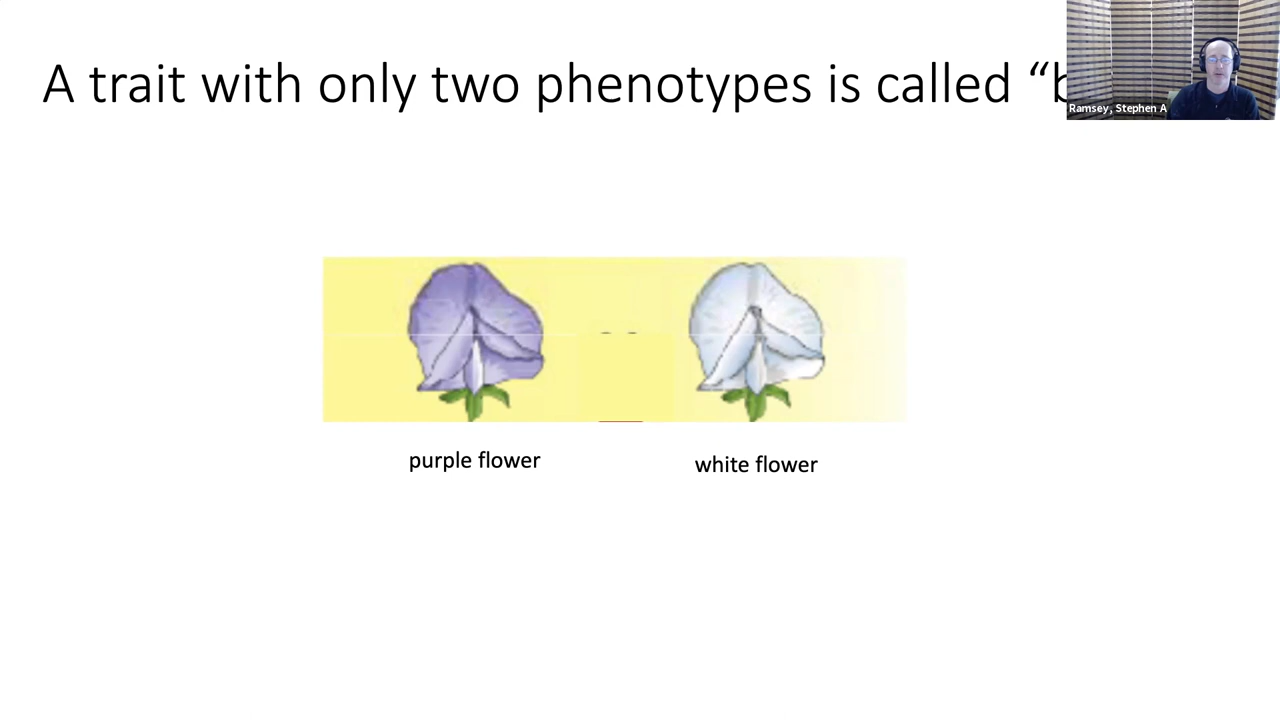 A trait with only two phenotypes is called “b
Ramsey, Stephen A
purple flower
white flower